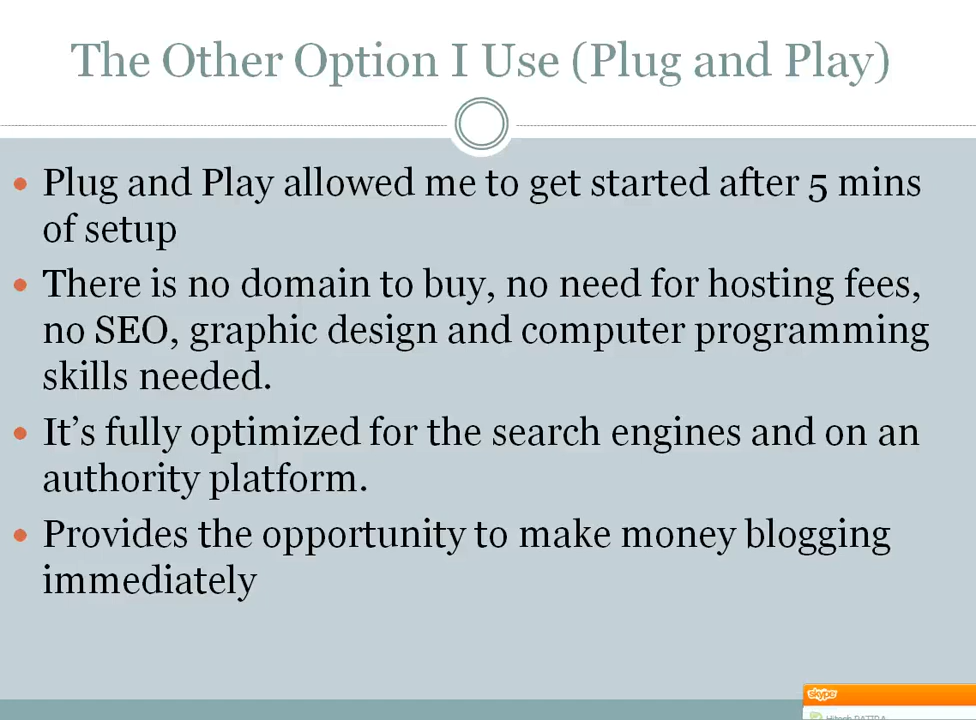 The Other Option I Use (Plug and Play)
• Plug and Play allowed me to get started after 5 mins
of setup
• There is no domain to buy, no need for hosting fees,
no SEO, graphic design and computer programming
skills needed.
• It’s fully optimized for the search engines and on an
authority platform.
• Provides the opportunity to make money blogging
immediately
skype